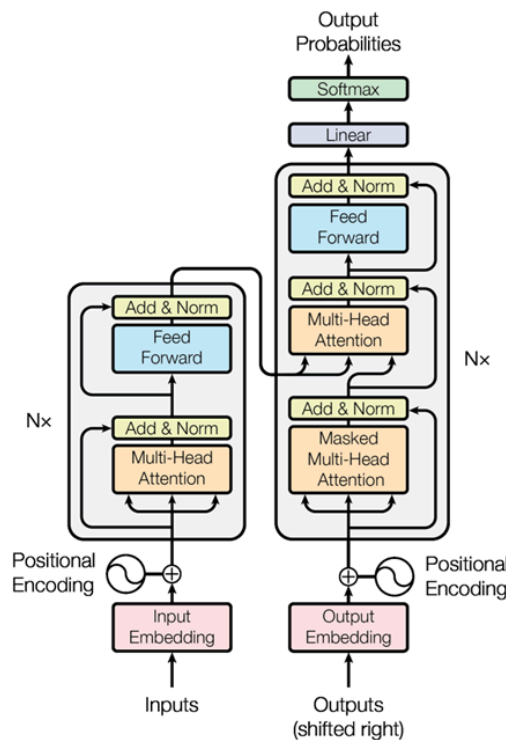 Output
Probabilities
Softmax
Linear
Add & Norm
Feed
Forward
Add & Norm
Multi-Head
Attention
Nx
Add & Norm
Masked
Multi-Head
Attention
Add & Norm
Feed
Forward
Nx
Add & Norm
Multi-Head
Attention
Positional
Encoding
Positional
Encoding
Input
Embedding
Output
Embedding
Inputs
Outputs
(shifted right)